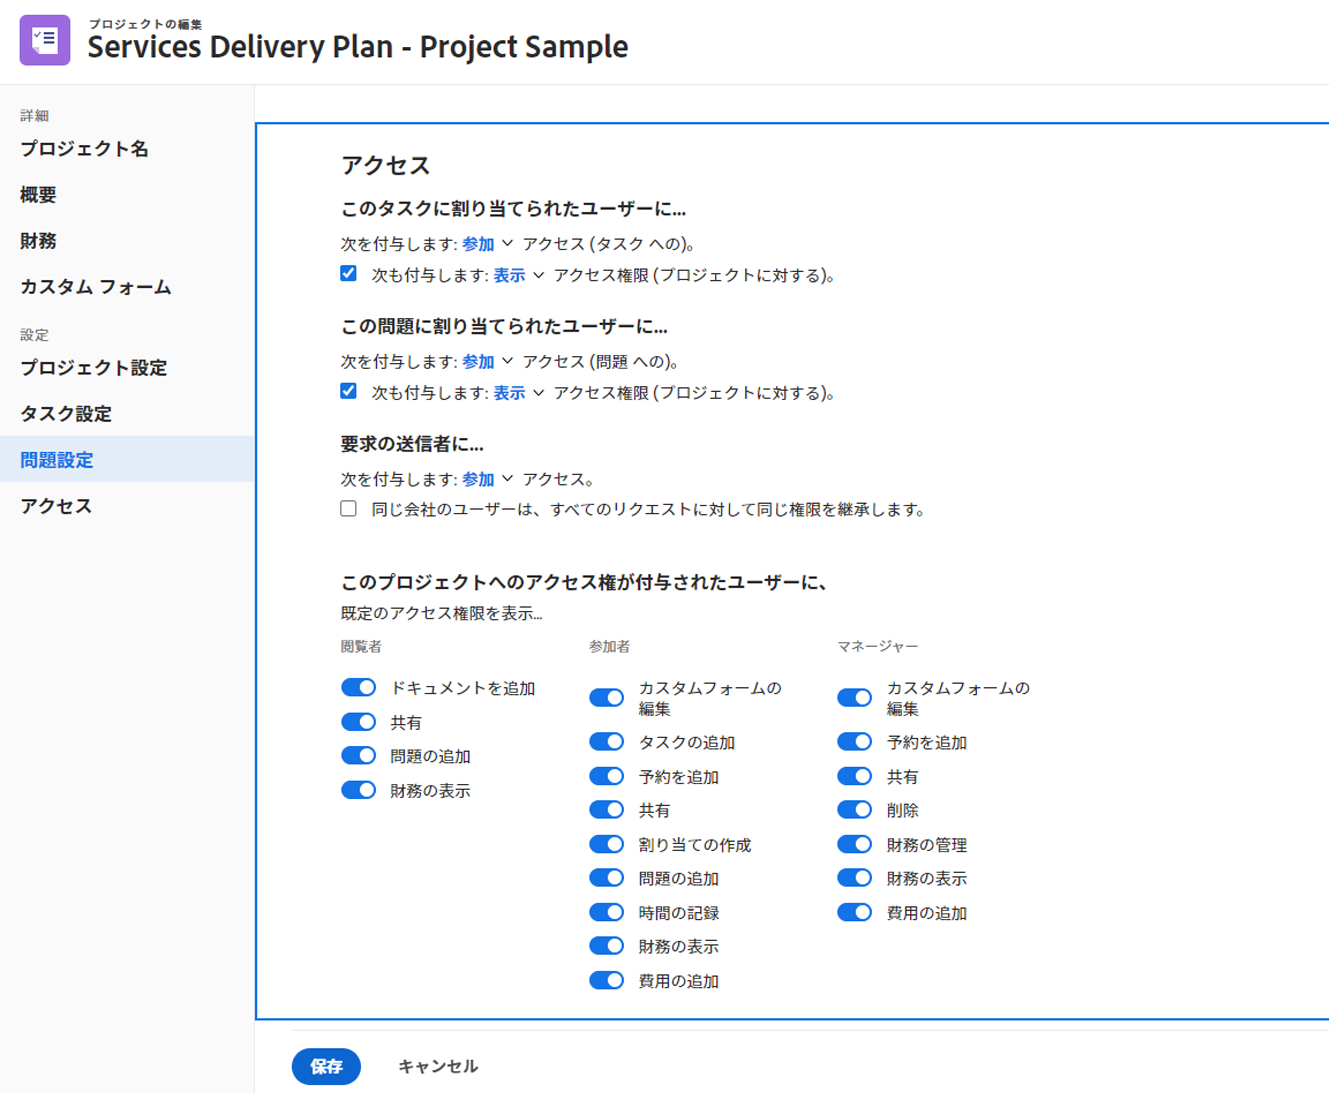 プロジェクトの編集
Services Delivery Plan - Project Sample
詳細
プロジェクト名
概要
財務
カスタム フォーム
設定
プロジェクト設定
タスク設定
問題設定
アクセス
アクセス
このタスクに割り当てられたユーザーに...
次を付与します: 参加 アクセス (タスク への)。
次も付与します: 表示 アクセス権限 (プロジェクトに対する)。
この問題に割り当てられたユーザーに...
次を付与します: 参加 アクセス (問題 への)。
次も付与します: 表示 アクセス権限 (プロジェクトに対する)。
要求の送信者に...
次を付与します: 参加 アクセス。
同じ会社のユーザーは、すべてのリクエストに対して同じ権限を継承します。
このプロジェクトへのアクセス権が付与されたユーザーに、
既定のアクセス権限を表示...
閲覧者
ドキュメントを追加
共有
問題の追加
財務の表示
参加者
カスタムフォームの
編集
タスクの追加
予約を追加
共有
割り当ての作成
問題の追加
時間の記録
財務の表示
費用の追加
マネージャー
カスタムフォームの
編集
予約を追加
共有
削除
財務の管理
財務の表示
費用の追加
保存
キャンセル